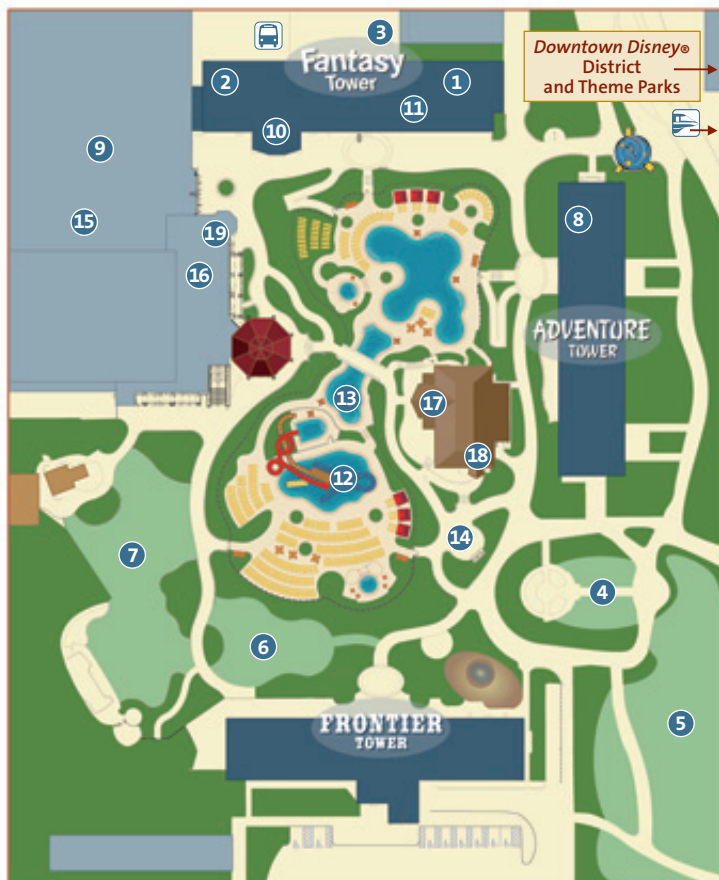 3
Fantasy
Tower
2
1
11
10
Downtown Disney®
District
and Theme Parks
9
15
19
16
8
ADVENTURE
TOWER
13
17
18
12
14
7
4
6
5
FRONTIER
TOWER